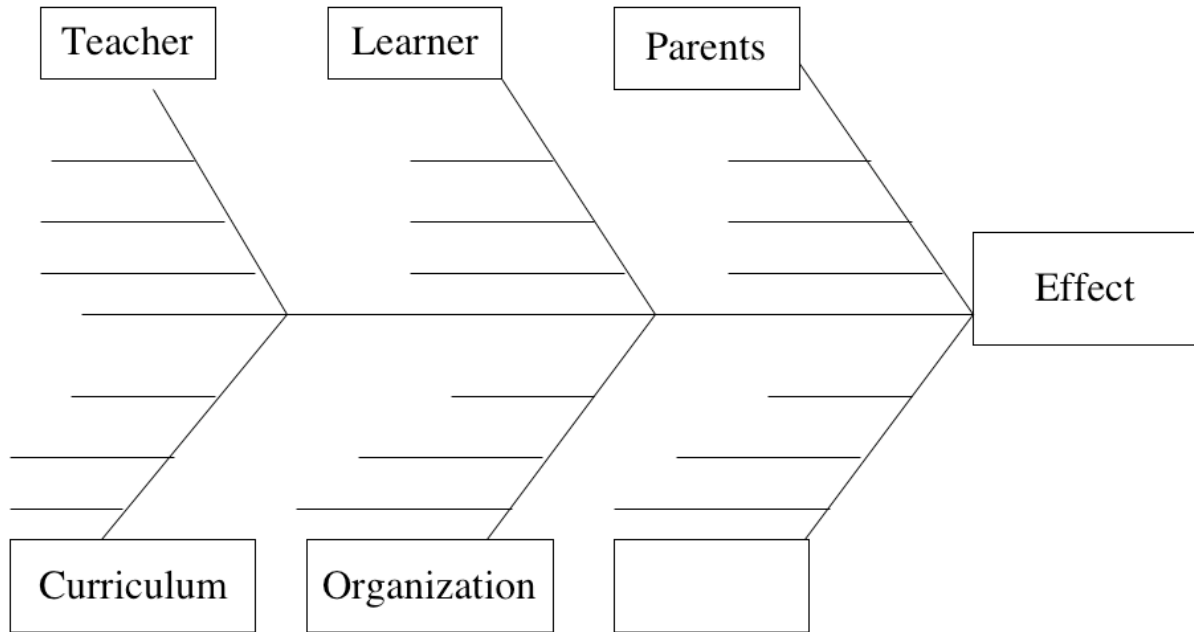 Teacher
Learner
Parents
Effect
Curriculum
Organization